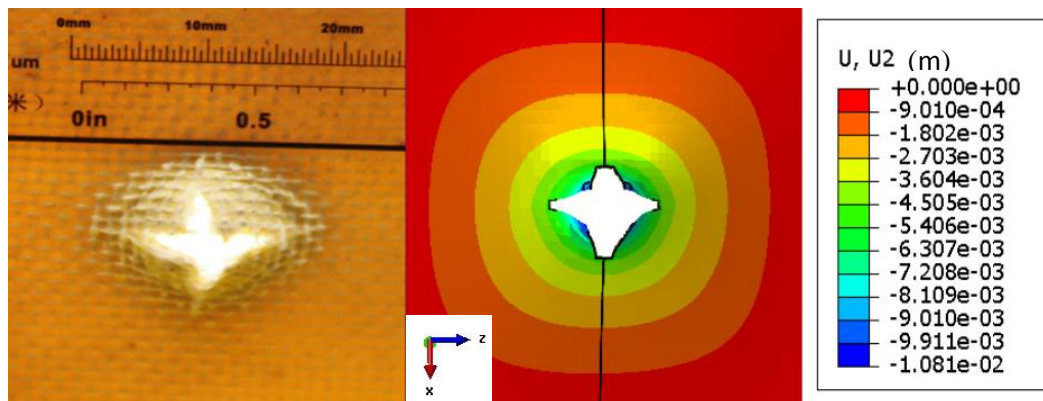 0mm 10mm 20mm
um
米）
0in 0.5
z
x
U, U2 (m)
+0.000e+00
-9.010e-04
-1.802e-03
-2.703e-03
-3.604e-03
-4.505e-03
-5.406e-03
-6.307e-03
-7.208e-03
-8.109e-03
-9.010e-03
-9.911e-03
-1.081e-02